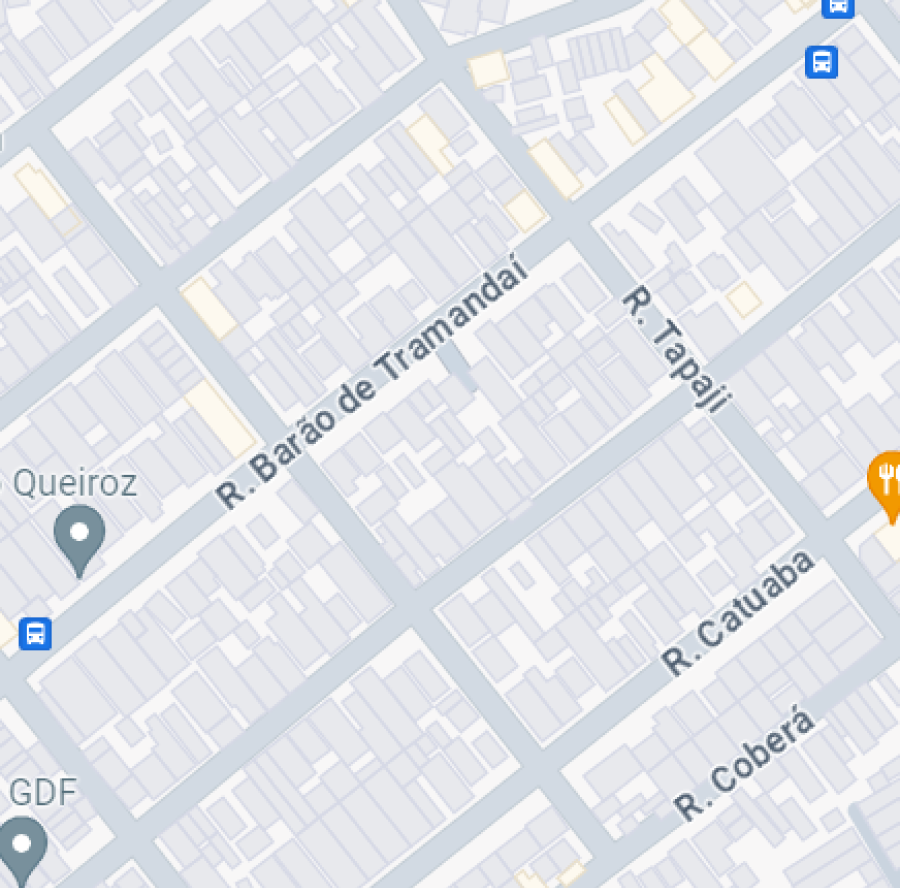 R. Barão de Tramandaí
R. Tapaji
Queiroz
R. Catuaba
R. Coberá
GDF